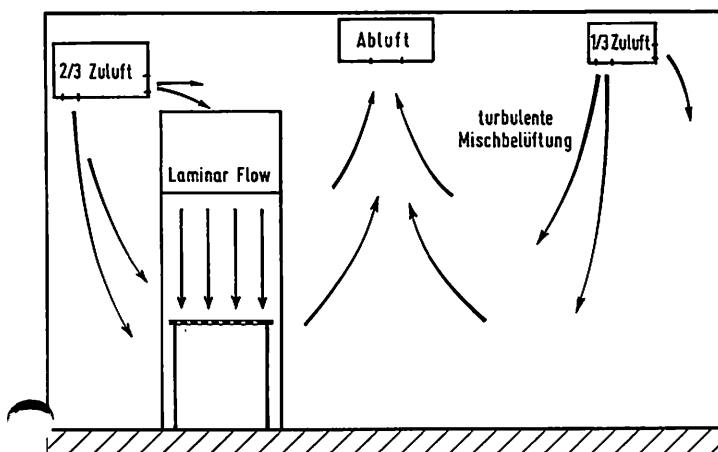 2/3 Zuluft
Abluft
1/3 Zuluft
turbulente
Mischbelüftung
Laminar Flow